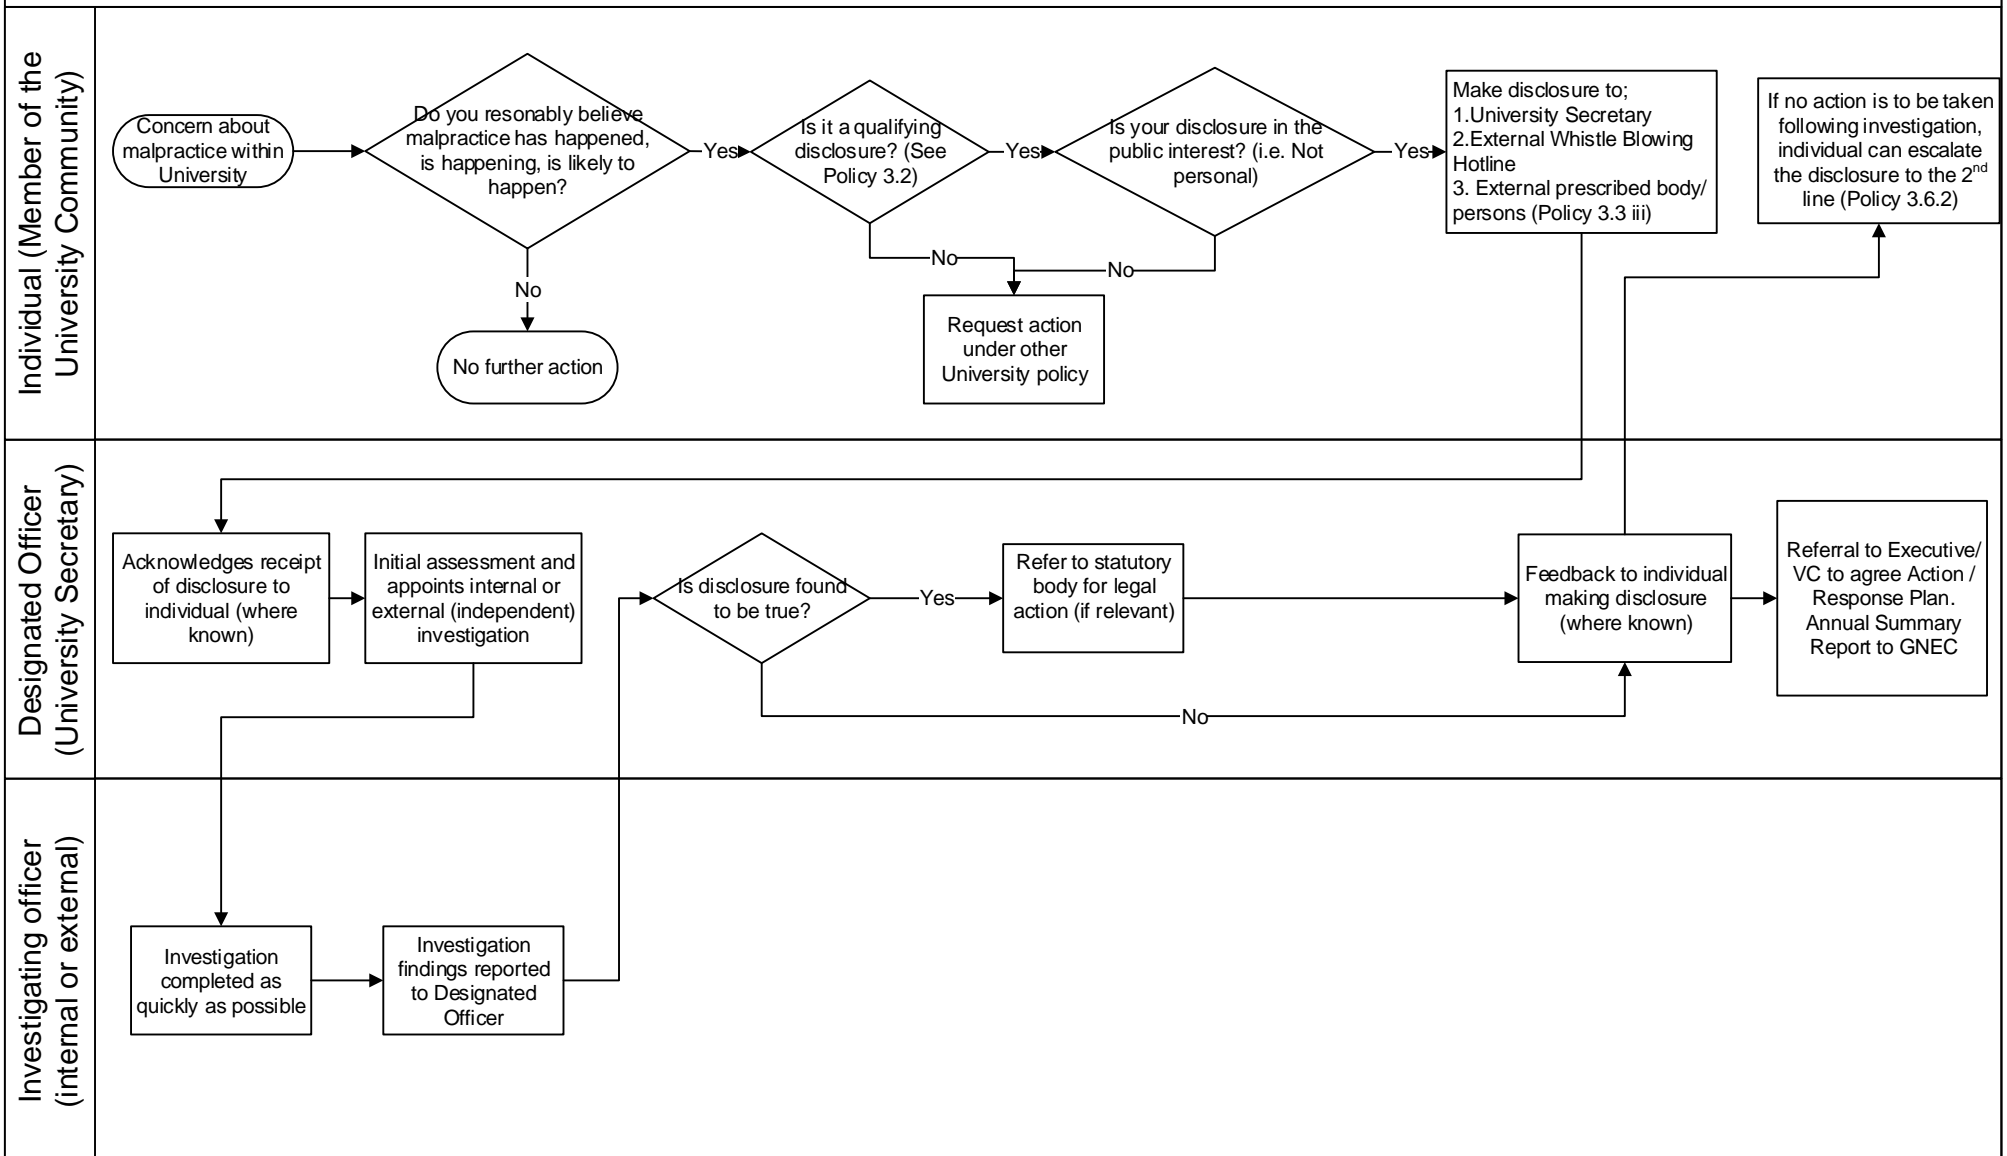 Individual (Member of the
University Community)
Concern about
malpractice within
University
Do you resonably believe
malpractice has happened,
is happening, is likely to
happen?
Yes
No
No further action
Is it a qualifying
disclosure? (See
Policy 3.2)
Yes
No
Is your disclosure in the
public interest? (i.e. Not
personal)
Yes
No
Request action
under other
University policy
Make disclosure to;
1.University Secretary
2.External Whistle Blowing
Hotline
3. External prescribed body/
persons (Policy 3.3 iii)
If no action is to be taken
following investigation,
individual can escalate
the disclosure to the 2nd
line (Policy 3.6.2)
Designated Officer
(University Secretary)
Acknowledges receipt
of disclosure to
individual (where
known)
Initial assessment and
appoints internal or
external (independent)
investigation
Is disclosure found
to be true?
Yes
No
Refer to statutory
body for legal
action (if relevant)
Feedback to individual
making disclosure
(where known)
Referral to Executive/
VC to agree Action /
Response Plan.
Annual Summary
Report to GNEC
Investigating officer
(internal or external)
Investigation
completed as
quickly as possible
Investigation
findings reported
to Designated
Officer